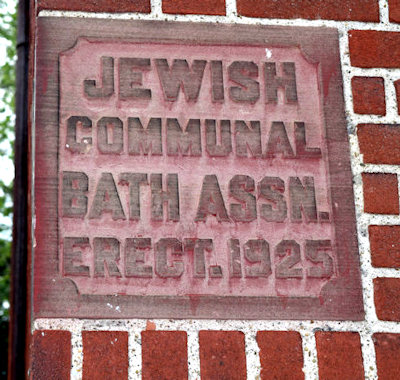 JEWISH
COMMUNAL
BATH ASSN.
ERECT. 1925